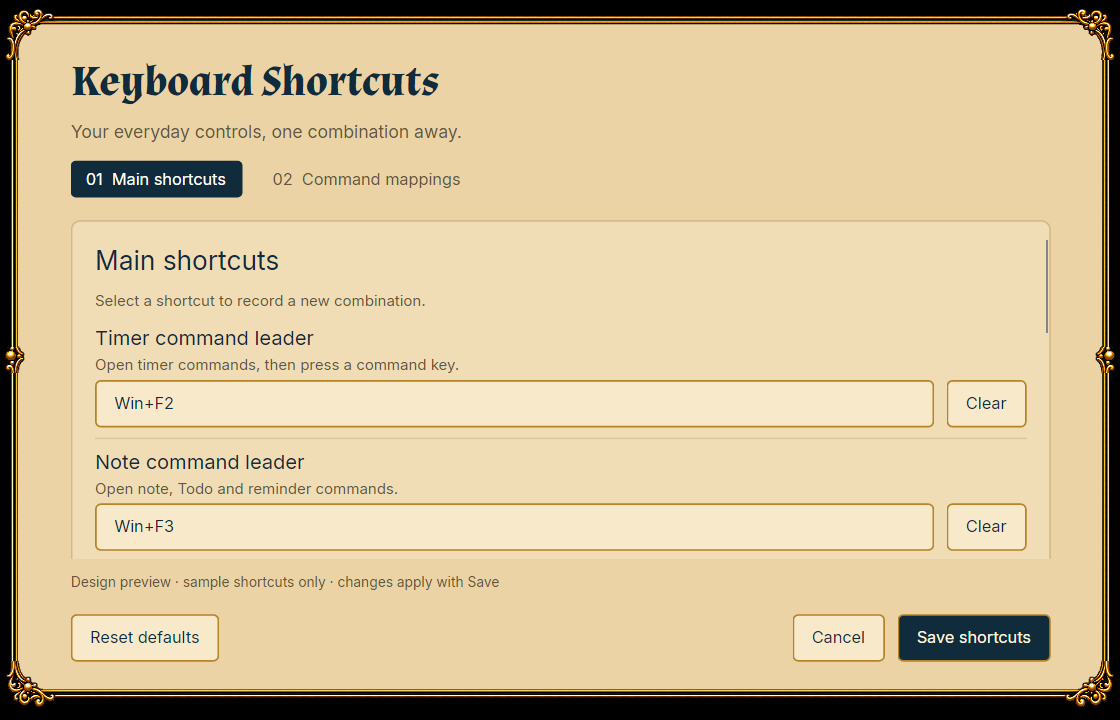 Keyboard Shortcuts
Your everyday controls, one combination away.
01 Main shortcuts
02 Command mappings
Main shortcuts
Select a shortcut to record a new combination.
Timer command leader
Open timer commands, then press a command key.
Win+F2
Clear
Note command leader
Open note, Todo and reminder commands.
Win+F3
Clear
Design preview · sample shortcuts only · changes apply with Save
Reset defaults
Cancel
Save shortcuts